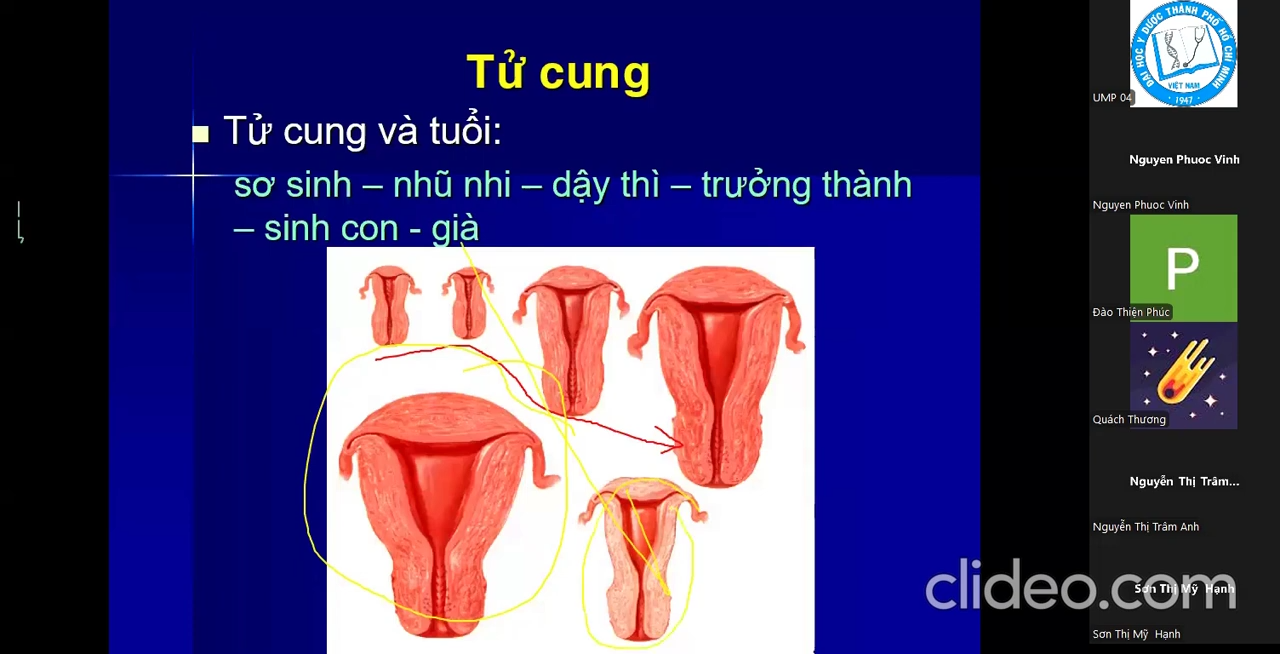 Tử cung
Tử cung và tuổi:
sơ sinh – nhũ nhi – dậy thì – trưởng thành
– sinh con - già
ĐẠI HỌC Y DƯỢC THÀNH PHỐ HỒ CHÍ MINH
VIỆT NAM
1947
UMP 04
Nguyen Phuoc Vinh
Nguyen Phuoc Vinh
P
Đào Thiện Phúc
Quách Thương
Nguyễn Thị Trâm...
Nguyễn Thị Trâm Anh
Sơn Thị Mỹ Hạnh
Sơn Thị Mỹ Hạnh
clideo.com